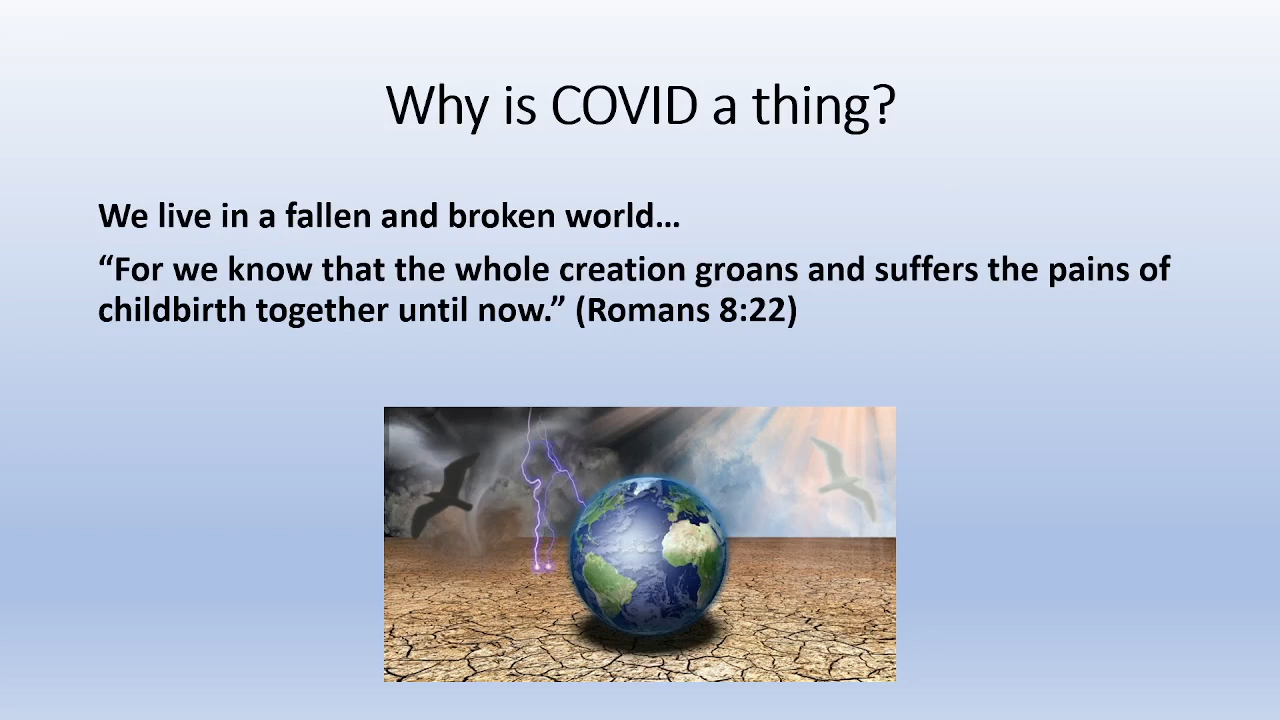 Why is COVID a thing?
We live in a fallen and broken world…
“For we know that the whole creation groans and suffers the pains of
childbirth together until now.” (Romans 8:22)